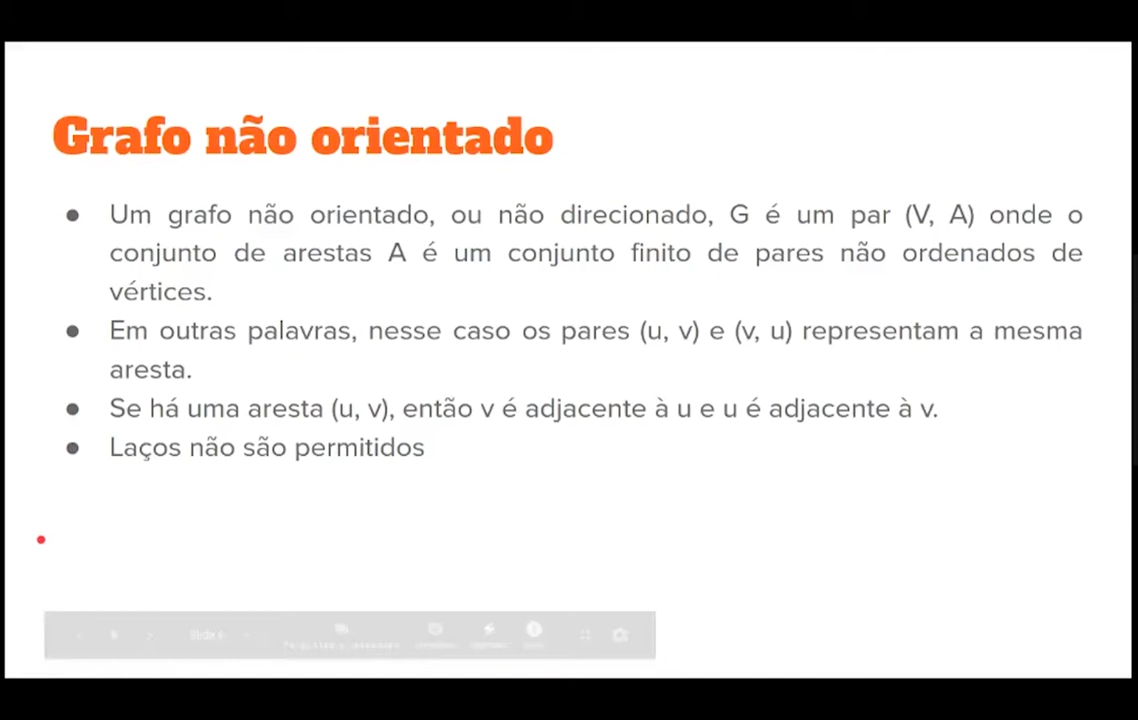 Grafo não orientado
● Um grafo não orientado, ou não direcionado, G é um par (V, A) onde o
conjunto de arestas A é um conjunto finito de pares não ordenados de
vértices.
● Em outras palavras, nesse caso os pares (u, v) e (v, u) representam a mesma
aresta.
● Se há uma aresta (u, v), então v é adjacente à u e u é adjacente à v.
● Laços não são permitidos
Slide